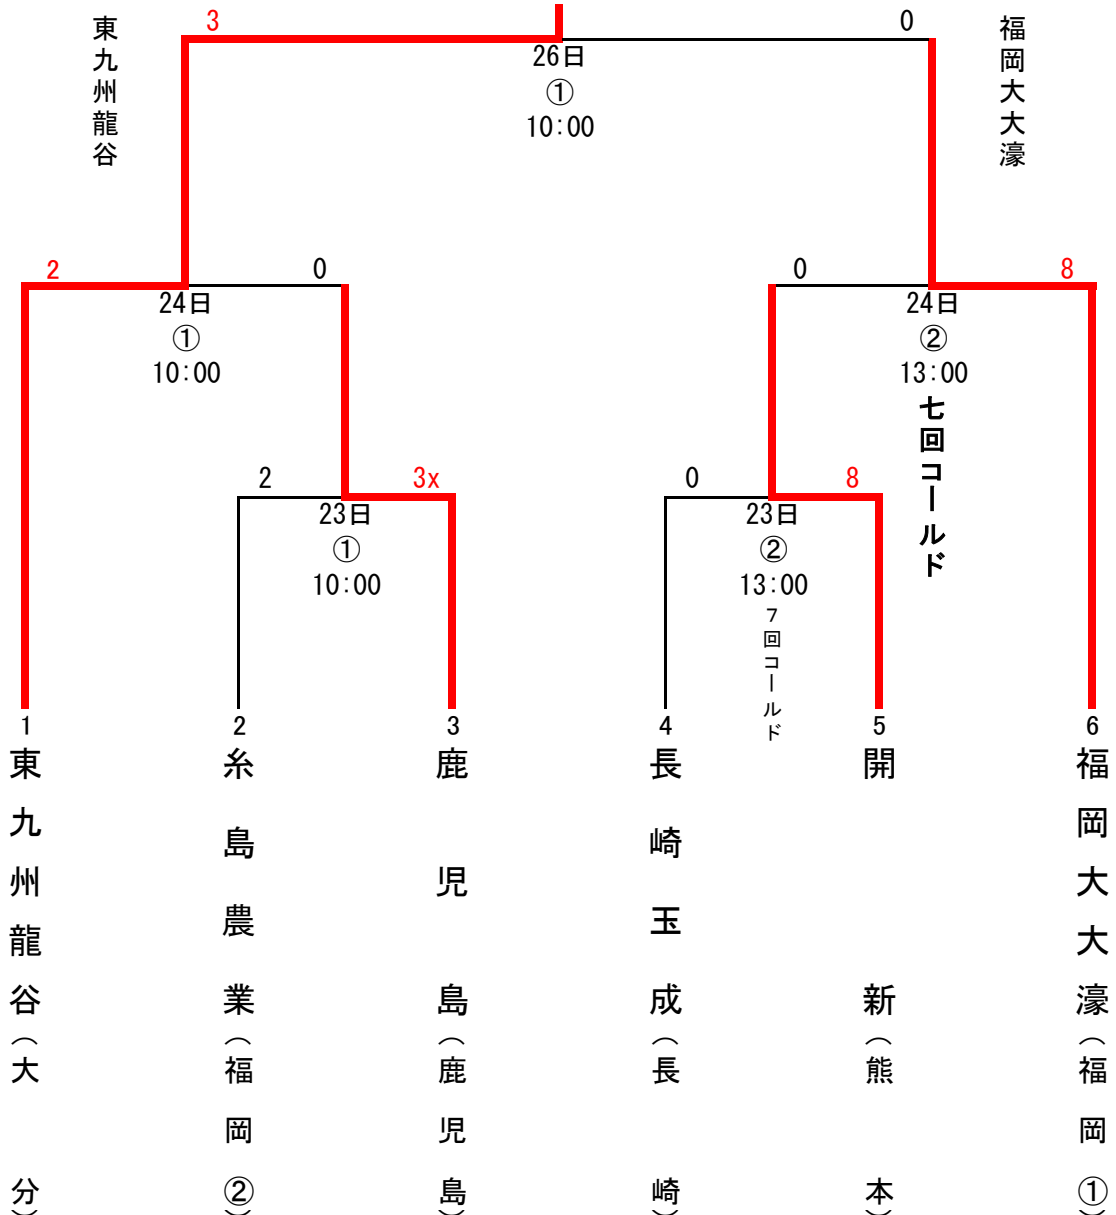 東九州龍谷
3
0
福岡大大濠
26日
①
10:00
2
0
0
8
24日
①
10:00
24日
②
13:00
七回コールド
2
3x
0
8
23日
①
10:00
23日
②
13:00
7回コールド
1
2
3
4
5
6
東九州龍谷(大分)
糸島農業(福岡②)
鹿児島(鹿児島)
長崎玉成(長崎)
開新(熊本)
福岡大大濠(福岡①)